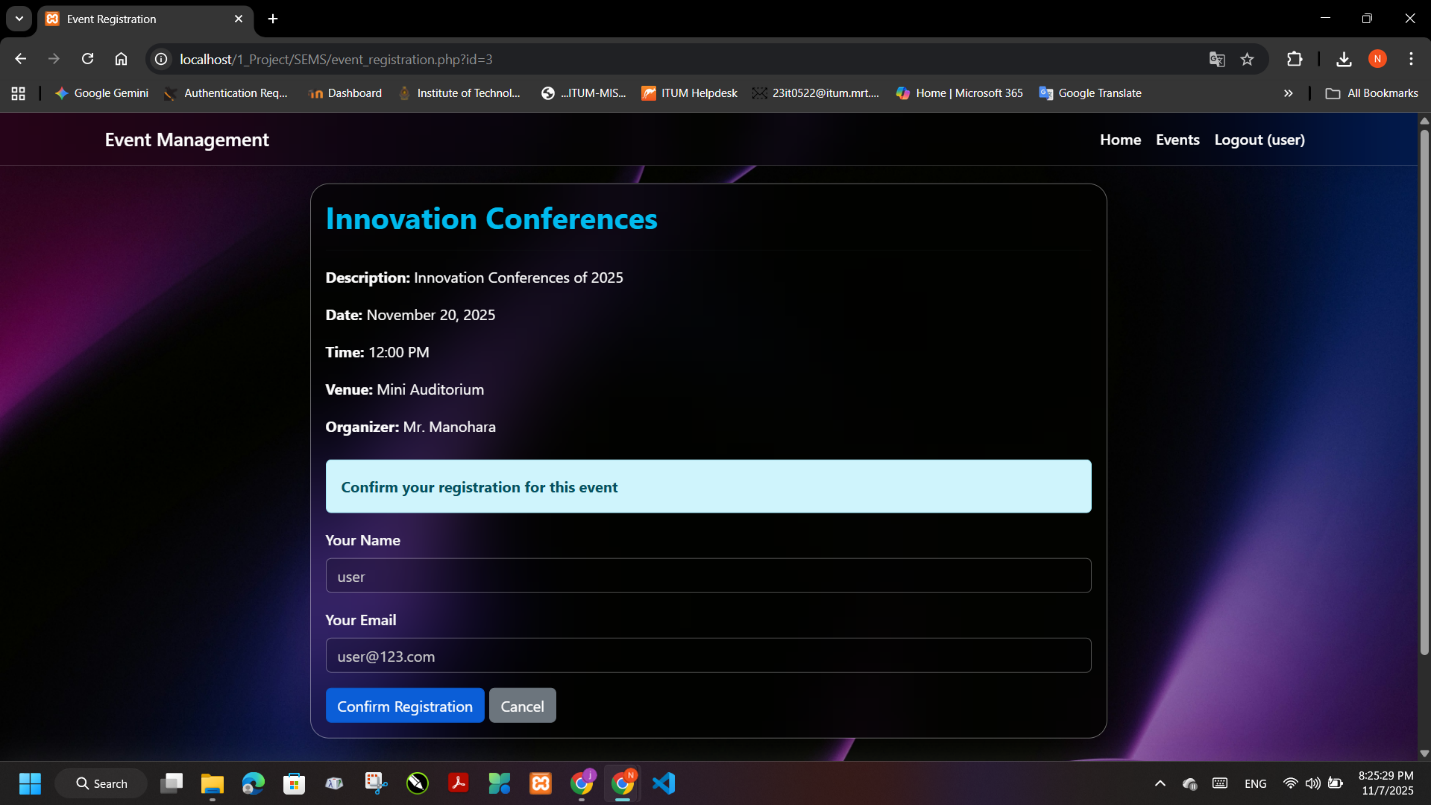 Event Registration
localhost/1_Project/SEMS/event_registration.php?id=3
N
Google Gemini
Authentication Req...
Dashboard
Institute of Technol...
...ITUM-MIS...
ITUM Helpdesk
23it0522@itum.mrt....
Home | Microsoft 365
Google Translate
»
All Bookmarks
Event Management
Home Events Logout (user)
Innovation Conferences
Description: Innovation Conferences of 2025
Date: November 20, 2025
Time: 12:00 PM
Venue: Mini Auditorium
Organizer: Mr. Manohara
Confirm your registration for this event
Your Name
user
Your Email
user@123.com
Confirm Registration Cancel
Search
ENG
8:25:29 PM
11/7/2025